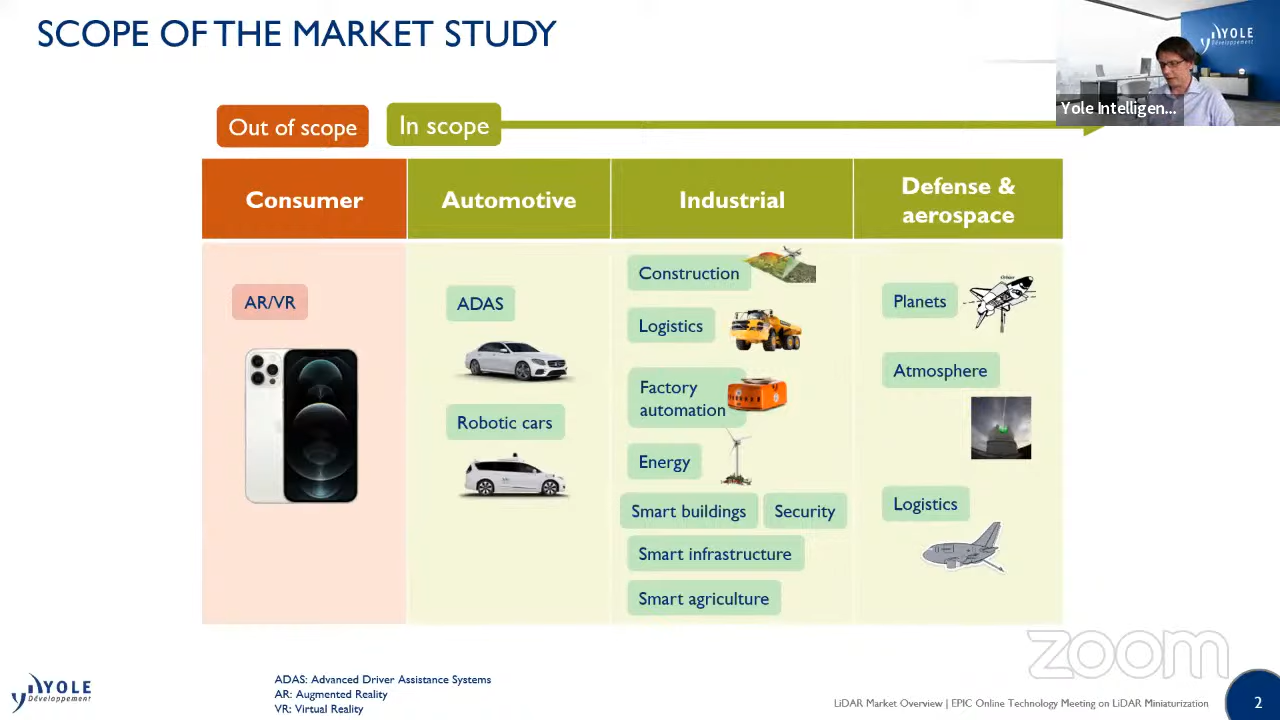 SCOPE OF THE MARKET STUDY
YOLE
Développement
Yole Intelligen...
Out of scope
In scope
Consumer
Automotive
Industrial
Defense &
aerospace
AR/VR
ADAS
Robotic cars
Construction
Logistics
Factory
automation
Energy
Smart buildings
Security
Smart infrastructure
Smart agriculture
Orbiter
Planets
Atmosphere
Logistics
zoom
YOLE
Développement
ADAS: Advanced Driver Assistance Systems
AR: Augmented Reality
VR: Virtual Reality
LiDAR Market Overview | EPIC Online Technology Meeting on LiDAR Miniaturization
2